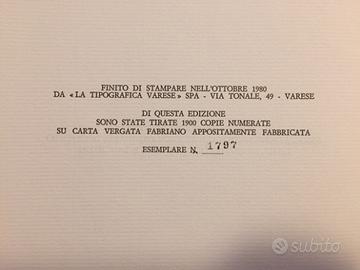 FINITO DI STAMPARE NELL'OTTOBRE 1980
DA «LA TIPOGRAFICA VARESE» SPA - VIA TONALE, 49 - VARESE
DI QUESTA EDIZIONE
SONO STATE TIRATE 1900 COPIE NUMERATE
SU CARTA VERGATA FABRIANO APPOSITAMENTE FABBRICATA
ESEMPLARE N. 1797
subito